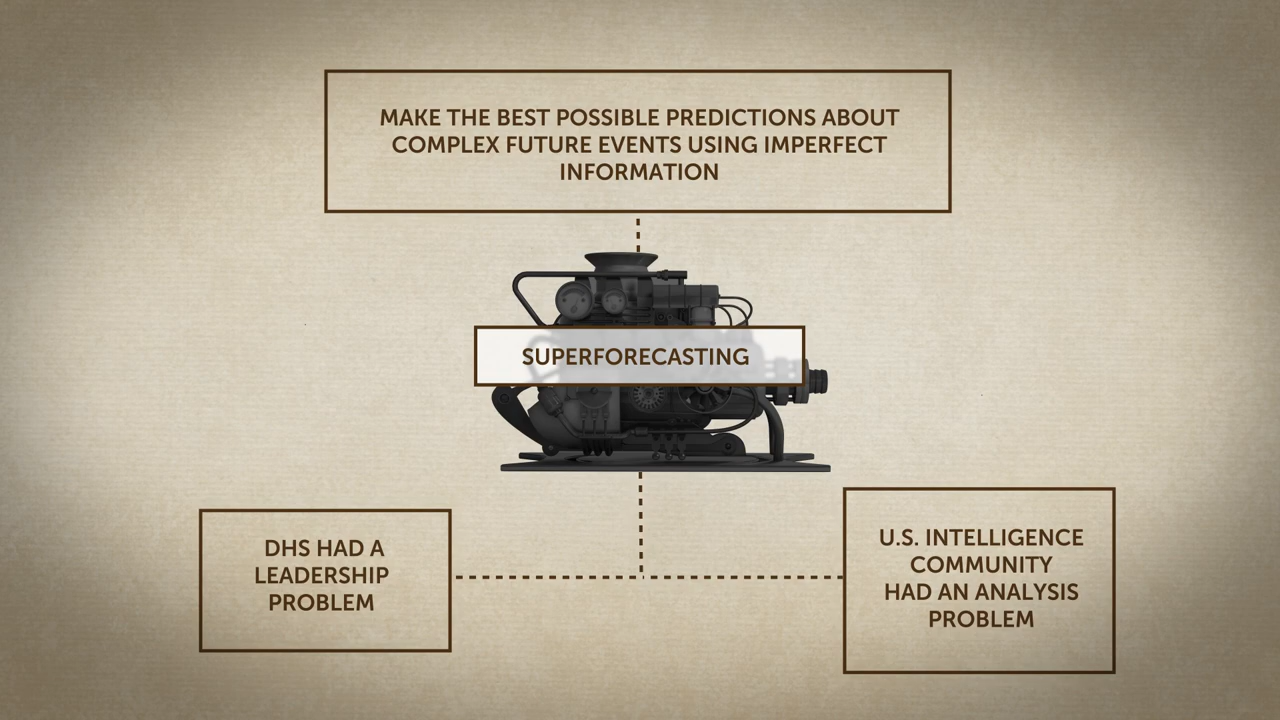 MAKE THE BEST POSSIBLE PREDICTIONS ABOUT
COMPLEX FUTURE EVENTS USING IMPERFECT
INFORMATION
SUPERFORECASTING
DHS HAD A
LEADERSHIP
PROBLEM
U.S. INTELLIGENCE
COMMUNITY
HAD AN ANALYSIS
PROBLEM